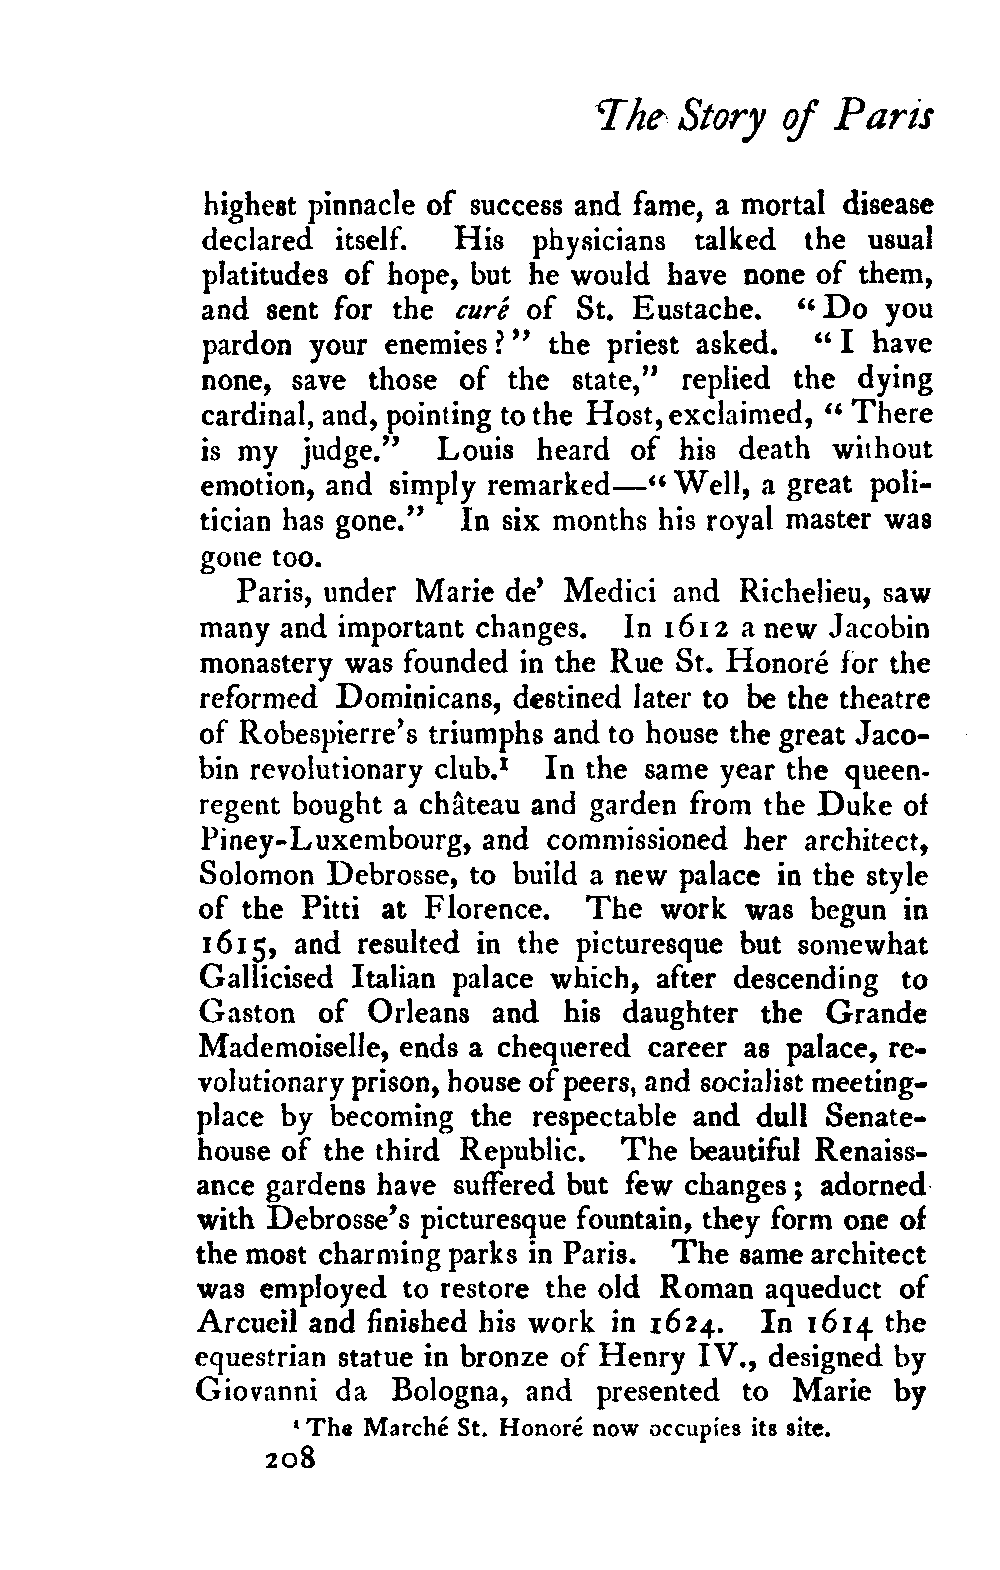 The Story of Paris
highest pinnacle of success and fame, a mortal disease
declared itself. His physicians talked the usual
platitudes of hope, but he would have none of them,
and sent for the curé of St. Eustache. “Do you
pardon your enemies?” the priest asked. “I have
none, save those of the state,” replied the dying
cardinal, and, pointing to the Host, exclaimed, “There
is my judge.” Louis heard of his death without
emotion, and simply remarked—“Well, a great poli-
tician has gone.” In six months his royal master was
gone too.
Paris, under Marie de’ Medici and Richelieu, saw
many and important changes. In 1612 a new Jacobin
monastery was founded in the Rue St. Honoré for the
reformed Dominicans, destined later to be the theatre
of Robespierre’s triumphs and to house the great Jaco-
bin revolutionary club.¹ In the same year the queen-
regent bought a château and garden from the Duke of
Piney-Luxembourg, and commissioned her architect,
Solomon Debrosse, to build a new palace in the style
of the Pitti at Florence. The work was begun in
1615, and resulted in the picturesque but somewhat
Gallicised Italian palace which, after descending to
Gaston of Orleans and his daughter the Grande
Mademoiselle, ends a chequered career as palace, re-
volutionary prison, house of peers, and socialist meeting-
place by becoming the respectable and dull Senate-
house of the third Republic. The beautiful Renaiss-
ance gardens have suffered but few changes; adorned
with Debrosse’s picturesque fountain, they form one of
the most charming parks in Paris. The same architect
was employed to restore the old Roman aqueduct of
Arcueil and finished his work in 1624. In 1614 the
equestrian statue in bronze of Henry IV., designed by
Giovanni da Bologna, and presented to Marie by
¹ The Marché St. Honoré now occupies its site.
208